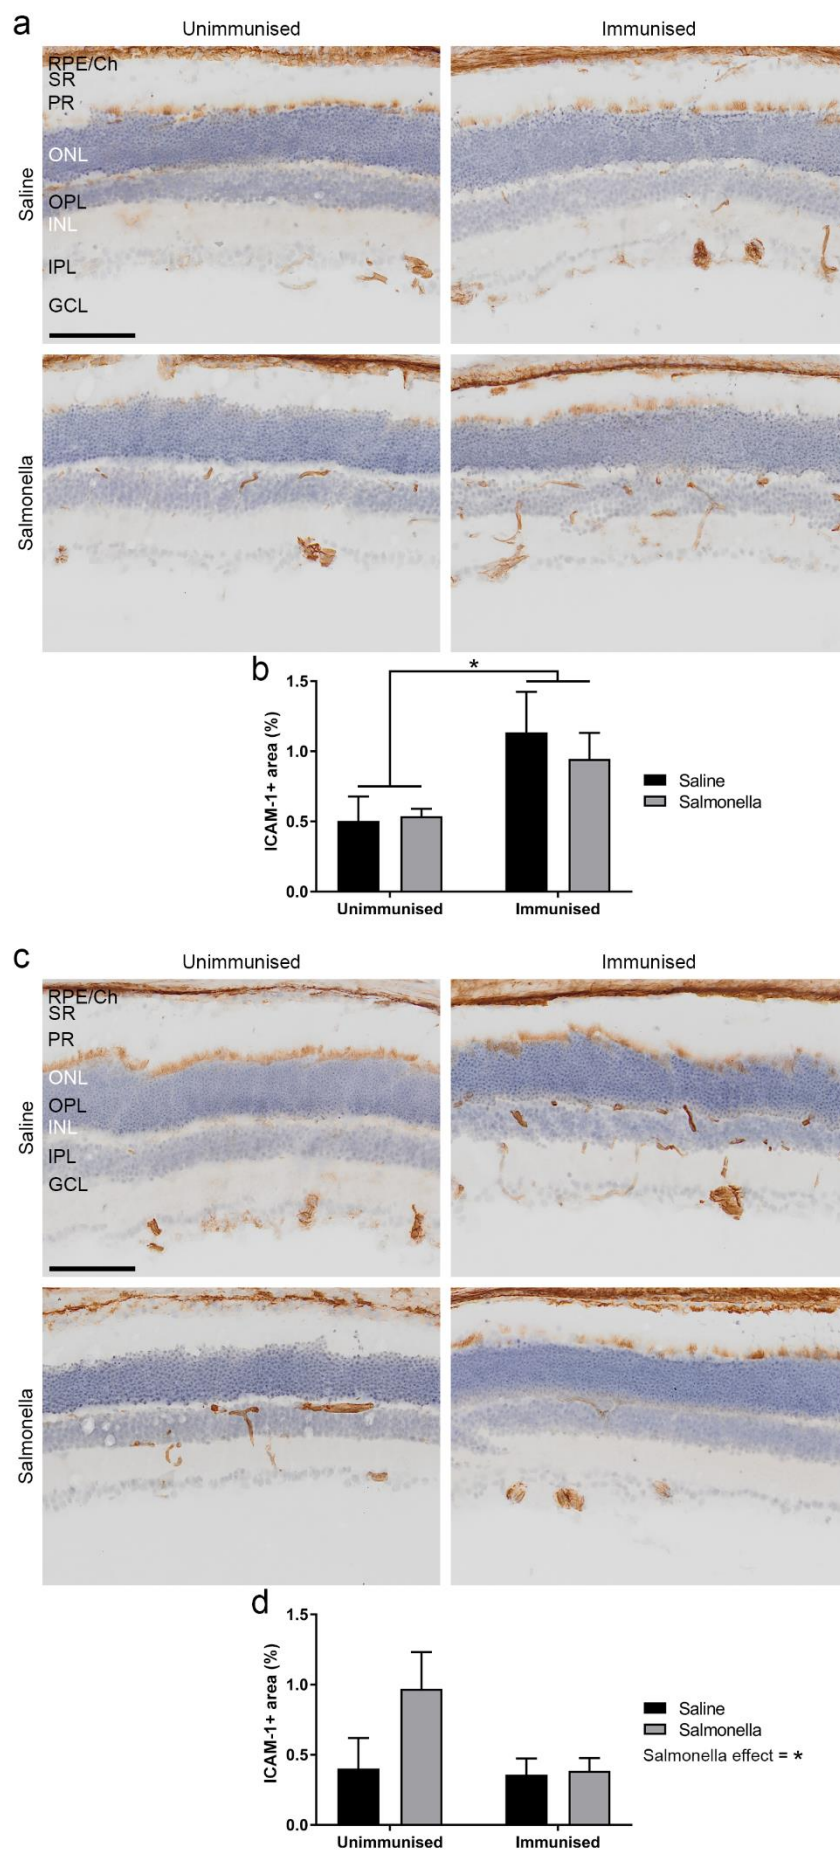 a
Unimmunised Immunised
Saline
RPE/Ch
SR
PR
ONL
OPL
INL
IPL
GCL
Salmonella
b
*
ICAM-1+ area (%)
1.5
1.0
0.5
0.0
Unimmunised Immunised
Saline
Salmonella
c
Unimmunised Immunised
Saline
RPE/Ch
SR
PR
ONL
OPL
INL
IPL
GCL
Salmonella
d
ICAM-1+ area (%)
1.5
1.0
0.5
0.0
Unimmunised Immunised
Saline
Salmonella
Salmonella effect = *